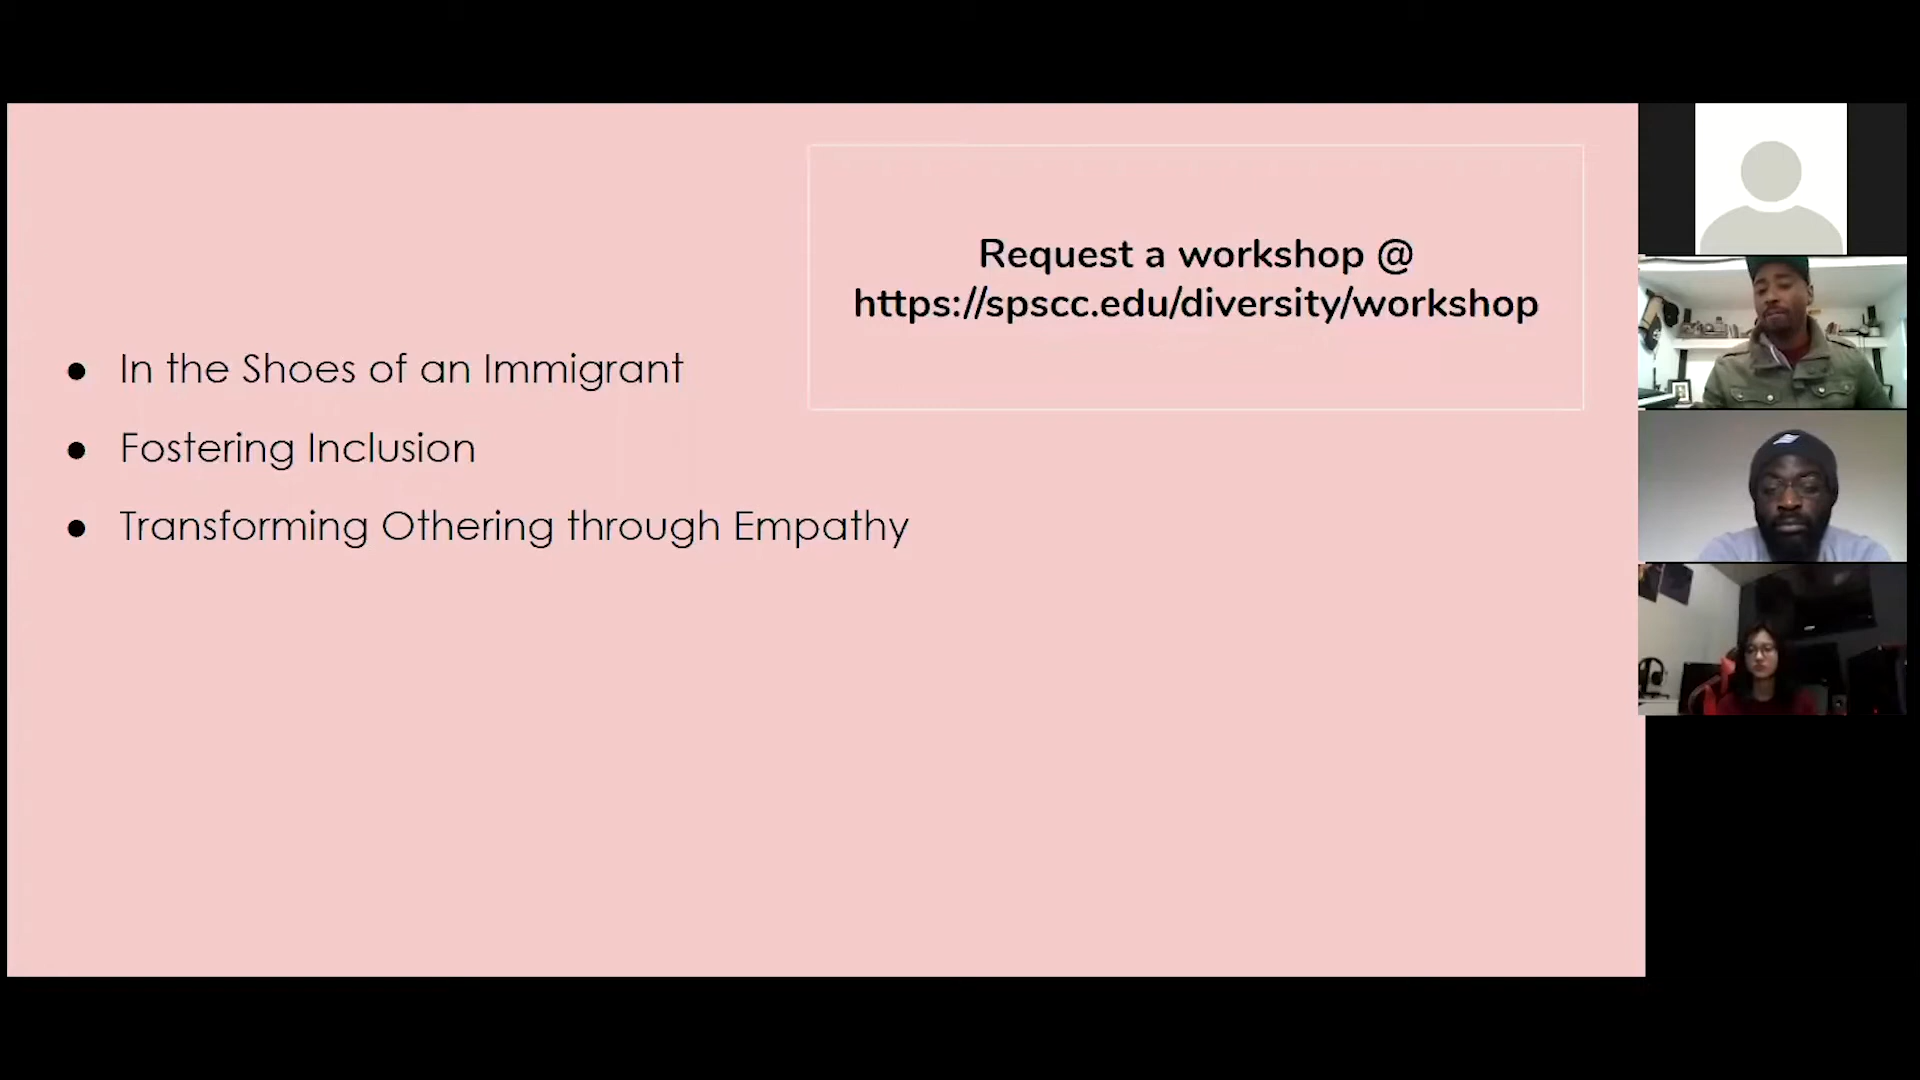 Request a workshop @
https://spscc.edu/diversity/workshop
● In the Shoes of an Immigrant
● Fostering Inclusion
● Transforming Othering through Empathy